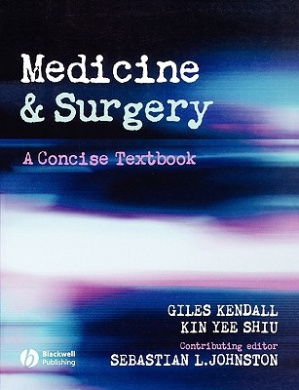 Medicine
& Surgery
A Concise Textbook
GILES KENDALL
KIN YEE SHIU
Contributing editor
SEBASTIAN L.JOHNSTON
Blackwell
Publishing